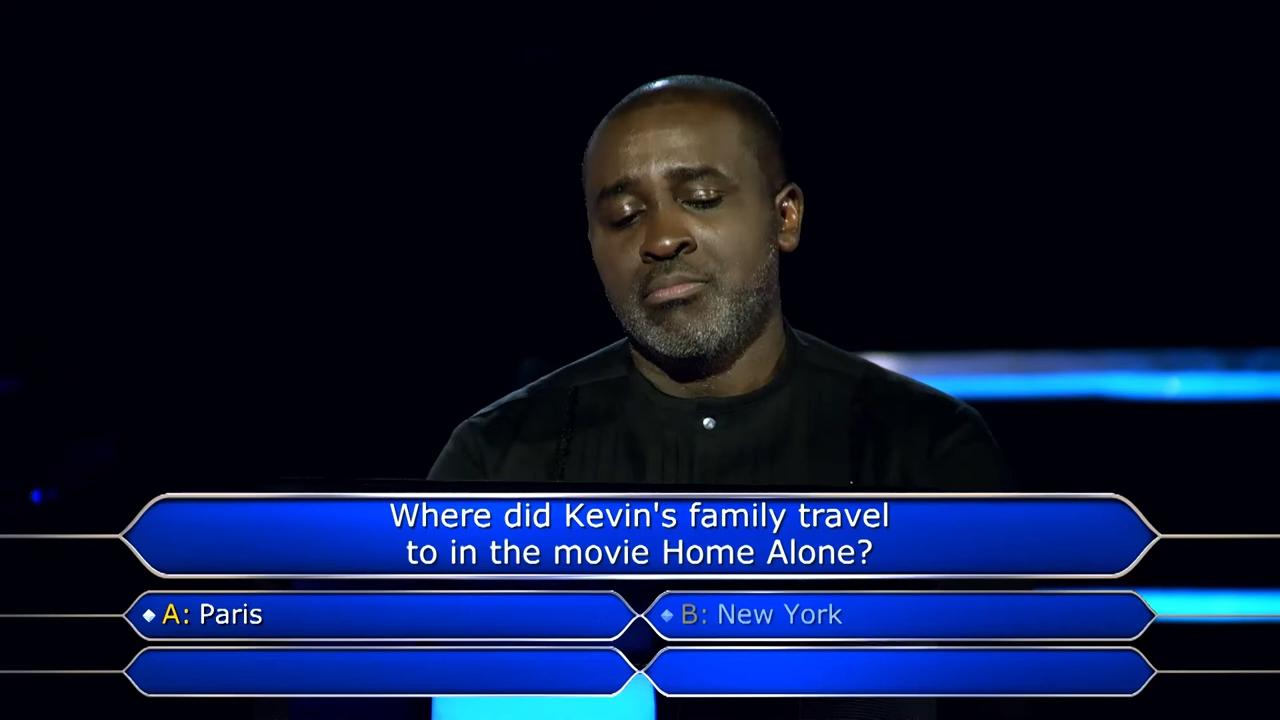 Where did Kevin's family travel
to in the movie Home Alone?
A: Paris
B: New York